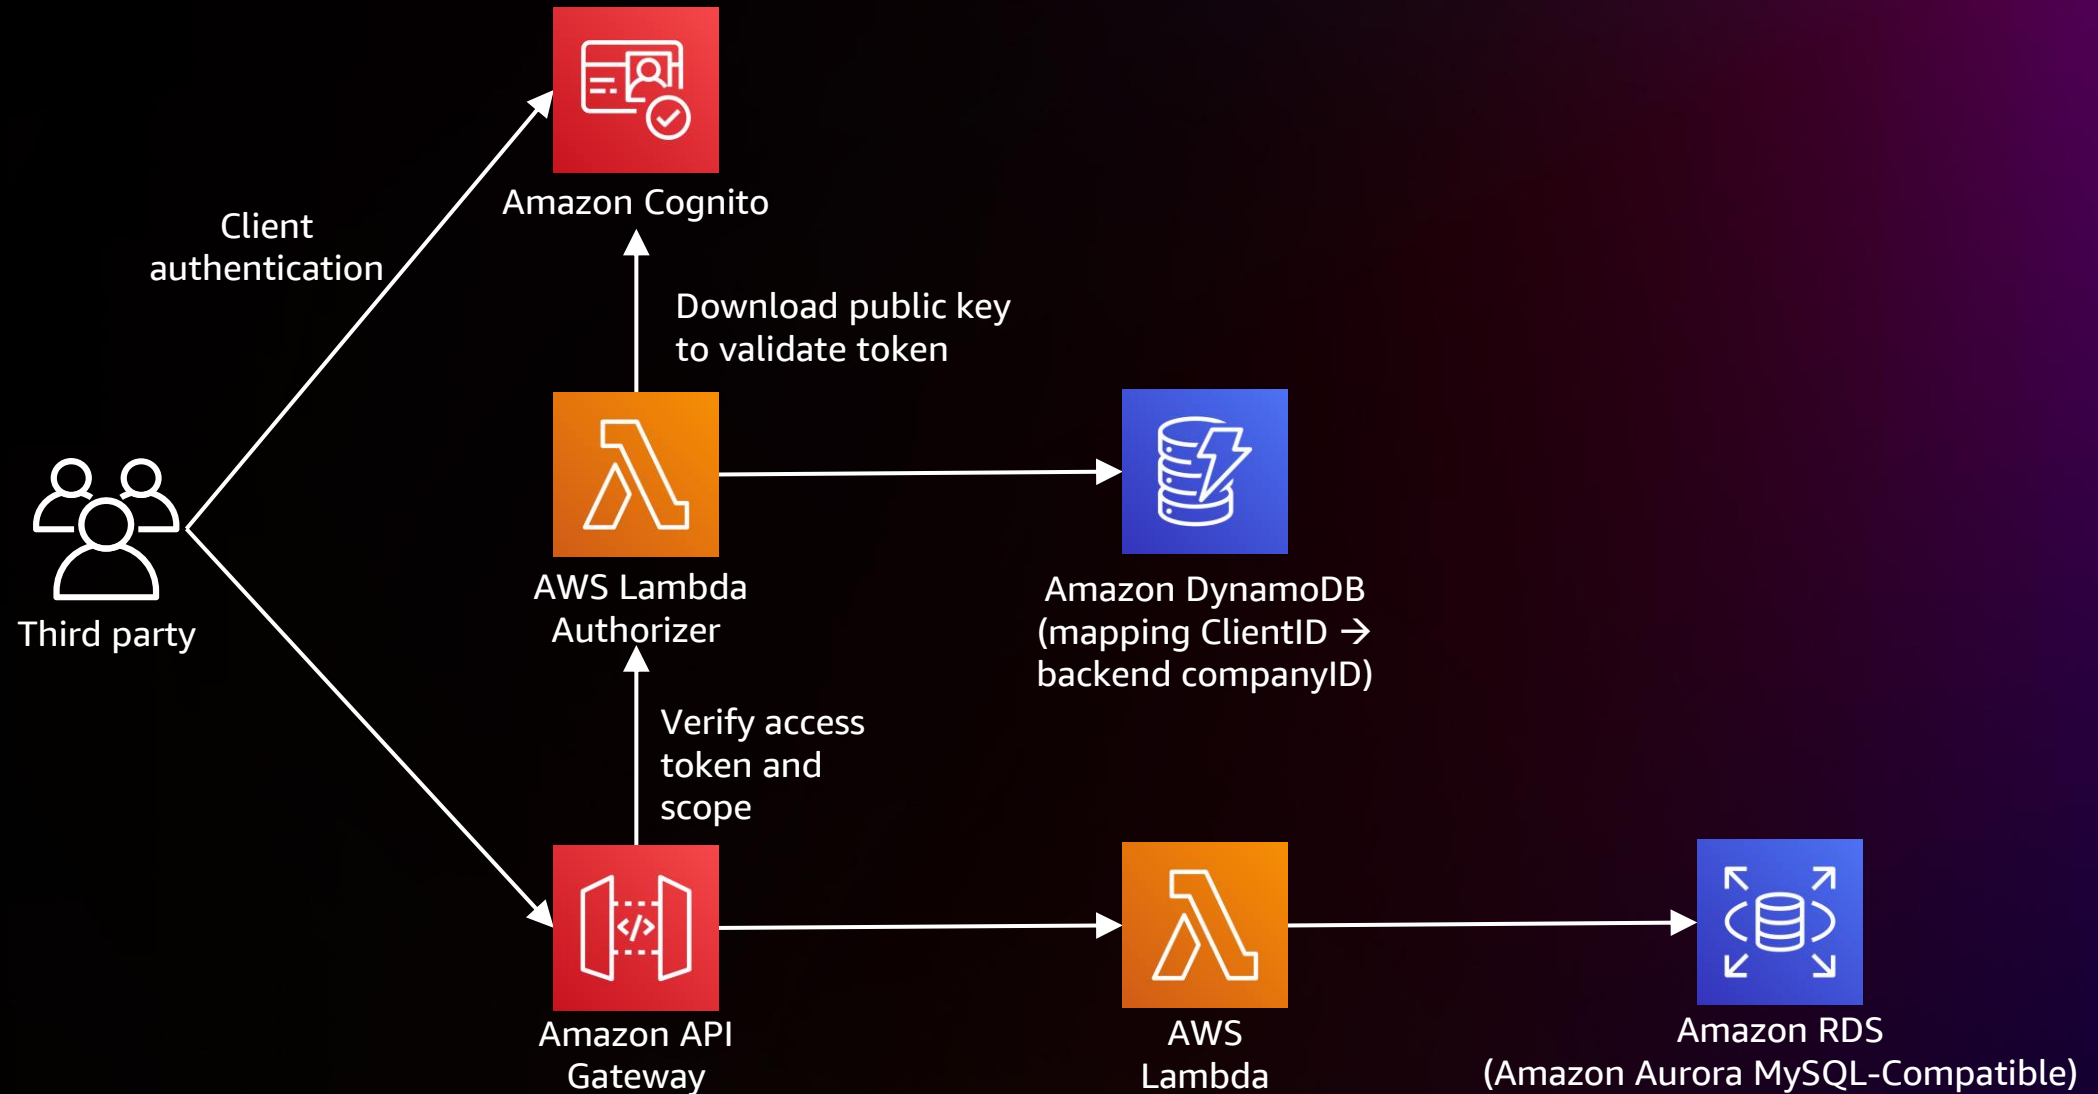 Amazon Cognito
Client
authentication
Download public key
to validate token
Third party
AWS Lambda
Authorizer
Amazon DynamoDB
(mapping ClientID →
backend companyID)
Verify access
token and
scope
Amazon API
Gateway
AWS
Lambda
Amazon RDS
(Amazon Aurora MySQL-Compatible)